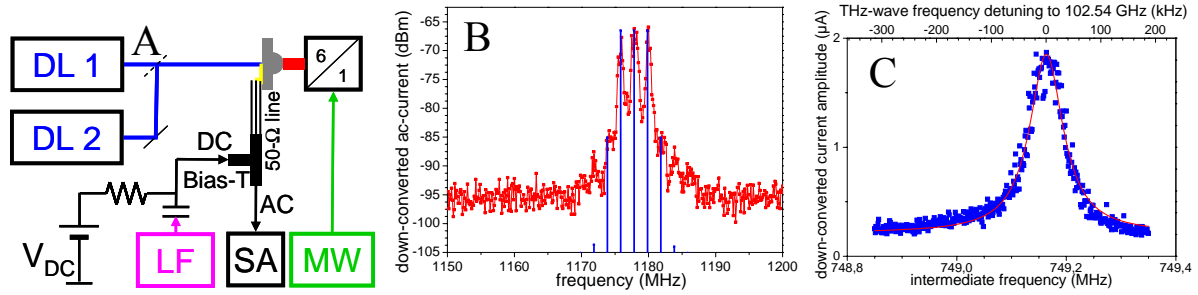 A
DL 1
DL 2
6
1
50-Ω line
DC
Bias-T
AC
V_DC
LF
SA
MW
B
down-converted ac-current (dBm)
-65
-70
-75
-80
-85
-90
-95
-100
-105
1150 1160 1170 1180 1190 1200
frequency (MHz)
THz-wave frequency detuning to 102.54 GHz (kHz)
-300 -200 -100 0 100 200
C
down-converted current amplitude (µA)
2
1
0
748,8 749,0 749,2 749,4
intermediate frequency (MHz)